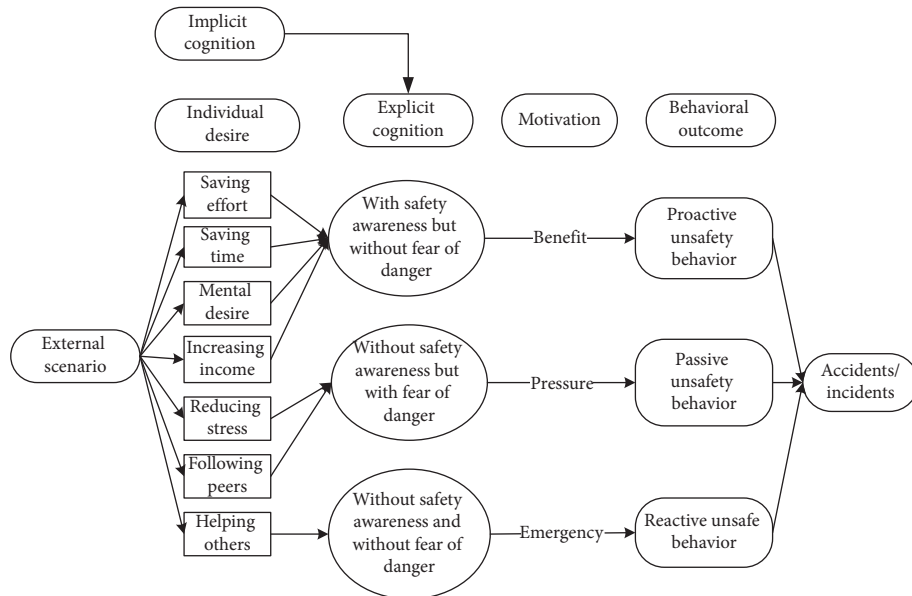 Implicit
cognition
Individual
desire
Explicit
cognition
Motivation
Behavioral
outcome
Saving
effort
Saving
time
Mental
desire
Increasing
income
Reducing
stress
Following
peers
Helping
others
External
scenario
With safety
awareness but
without fear of
danger
Without safety
awareness but
with fear of
danger
Without safety
awareness and
without fear of
danger
Benefit
Pressure
Emergency
Proactive
unsafety
behavior
Passive
unsafety
behavior
Reactive unsafe
behavior
Accidents/
incidents